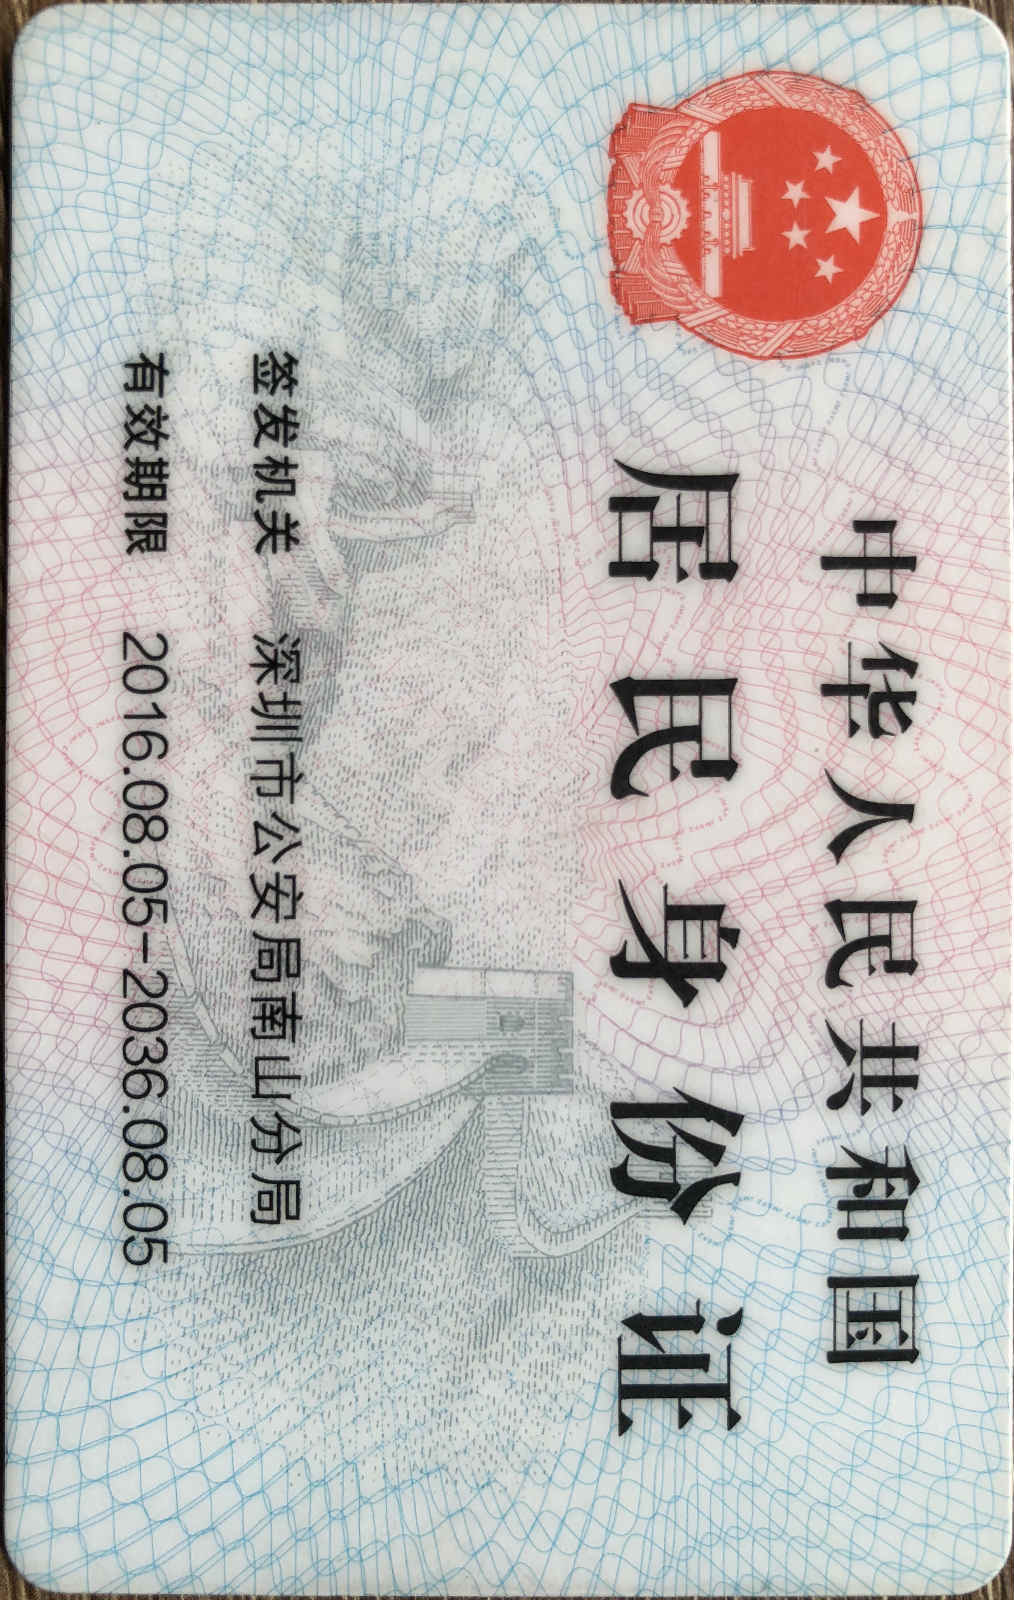 中华人民共和国
居民身份证
签发机关 深圳市公安局南山分局
有效期限 2016.08.05-2036.08.05